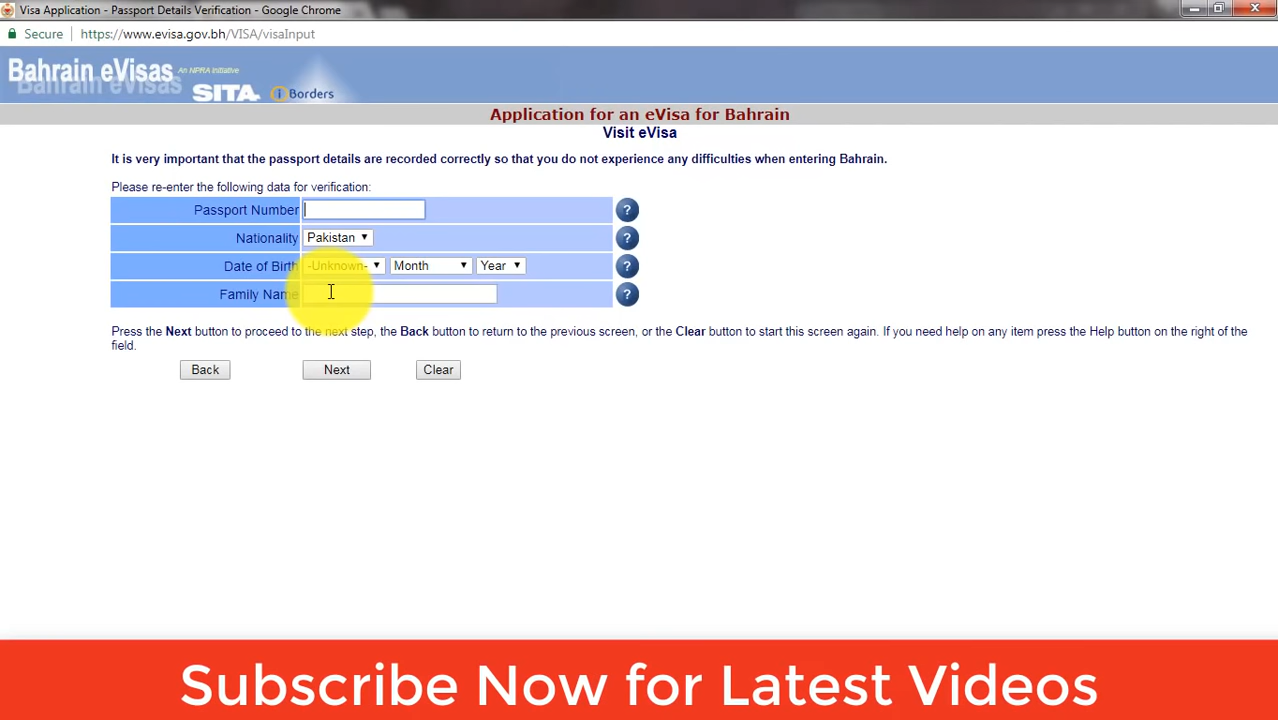 Visa Application - Passport Details Verification - Google Chrome
Secure | https://www.evisa.gov.bh/VISA/visaInput
Bahrain eVisas An NPRA Initiative
SITA iBorders
Application for an eVisa for Bahrain
Visit eVisa
It is very important that the passport details are recorded correctly so that you do not experience any difficulties when entering Bahrain.
Please re-enter the following data for verification:
Passport Number ?
Nationality Pakistan ?
Date of Birth -Unknown- Month Year ?
Family Name ?
Press the Next button to proceed to the next step, the Back button to return to the previous screen, or the Clear button to start this screen again. If you need help on any item press the Help button on the right of the
field.
Back Next Clear
Subscribe Now for Latest Videos